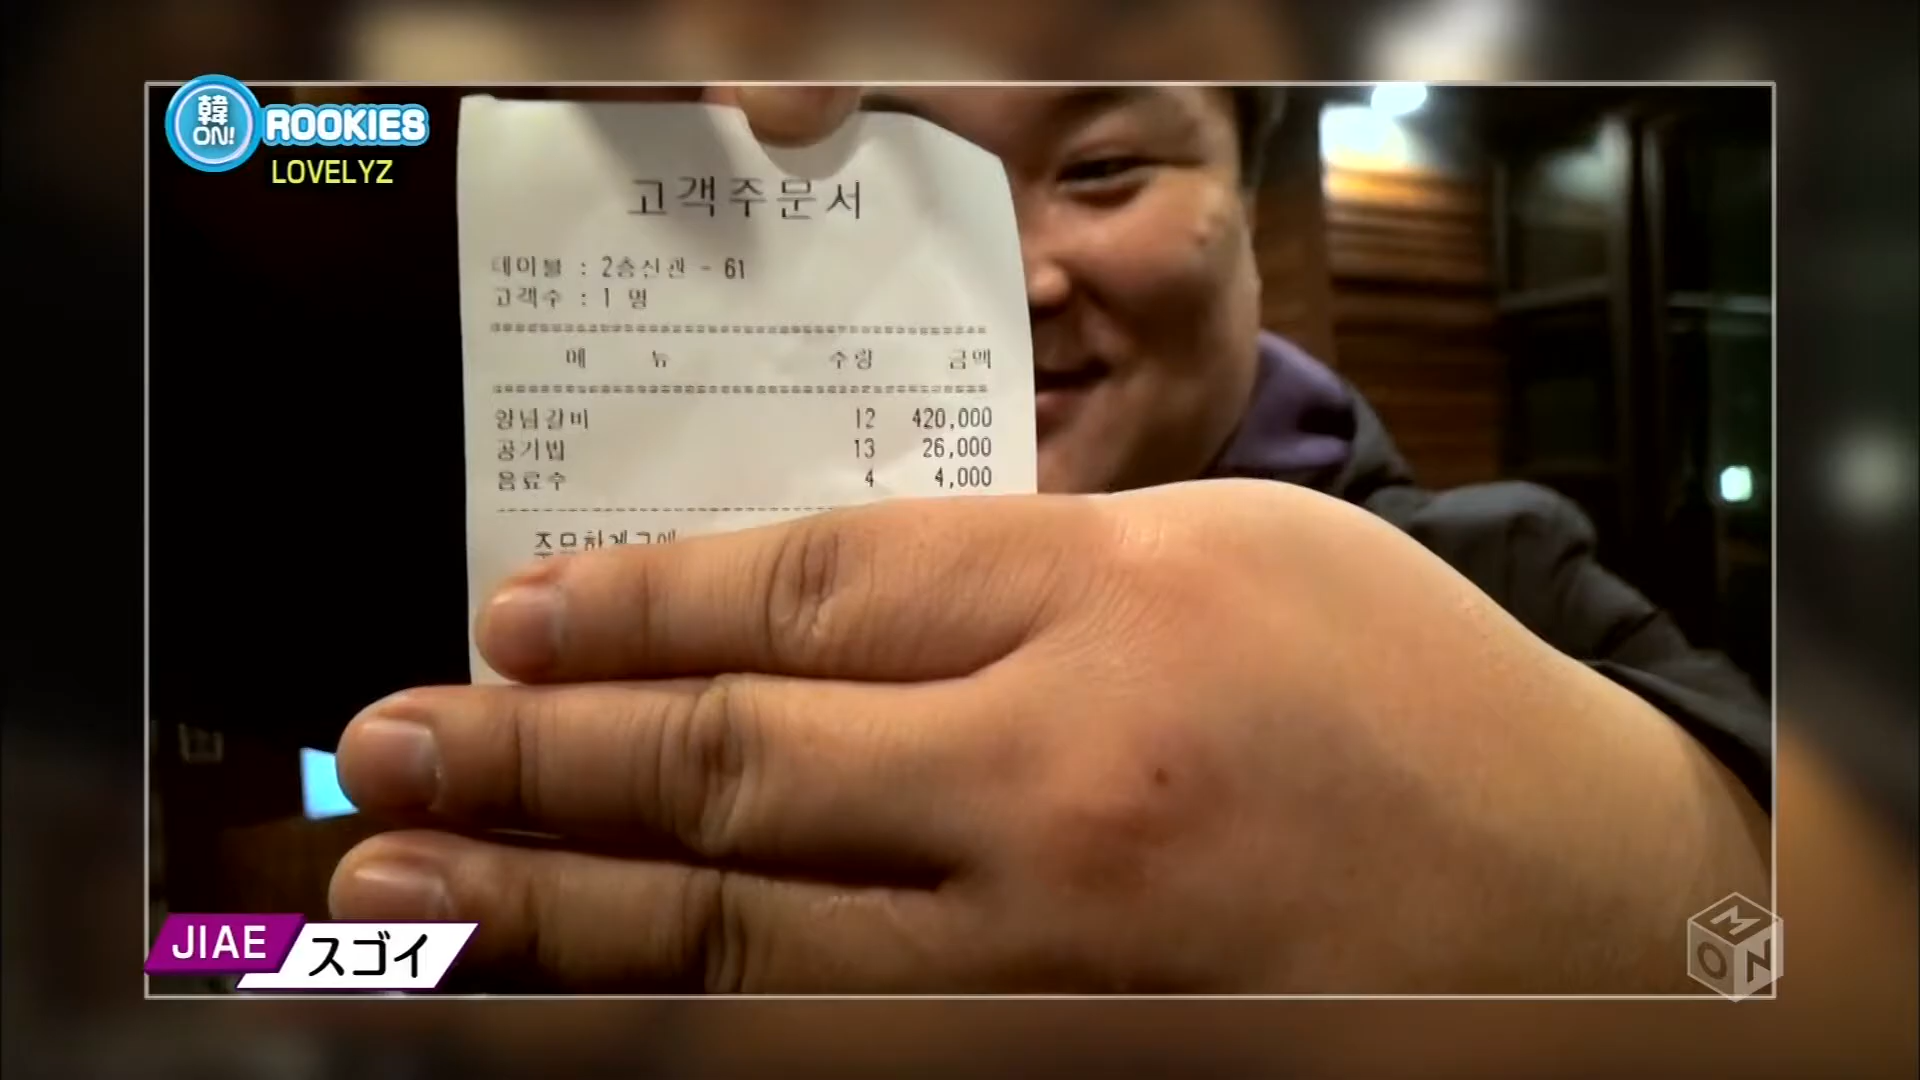 韓
ON!
ROOKIES
LOVELYZ
고객주문서
테이블 : 2층신관 - 61
고객수 : 1 명
메 뉴 수량 금액
양념갈비 12 420,000
공기밥 13 26,000
음료수 4 4,000
JIAE
スゴイ
M
ON